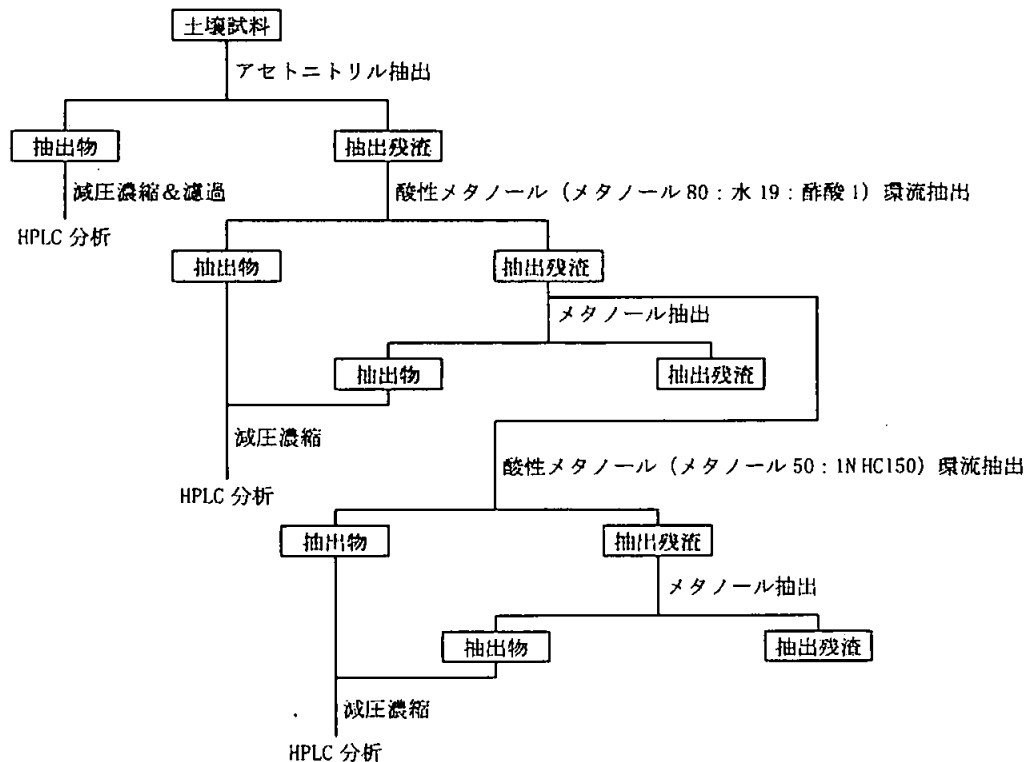 土壌試料
アセトニトリル抽出
抽出物
抽出残渣
減圧濃縮&濾過
酸性メタノール（メタノール 80：水 19：酢酸 1）環流抽出
HPLC 分析
抽出物
抽出残渣
メタノール抽出
抽出物
抽出残渣
減圧濃縮
酸性メタノール（メタノール 50：1N HC150）環流抽出
HPLC 分析
抽出物
抽出残渣
メタノール抽出
抽出物
抽出残渣
減圧濃縮
HPLC 分析